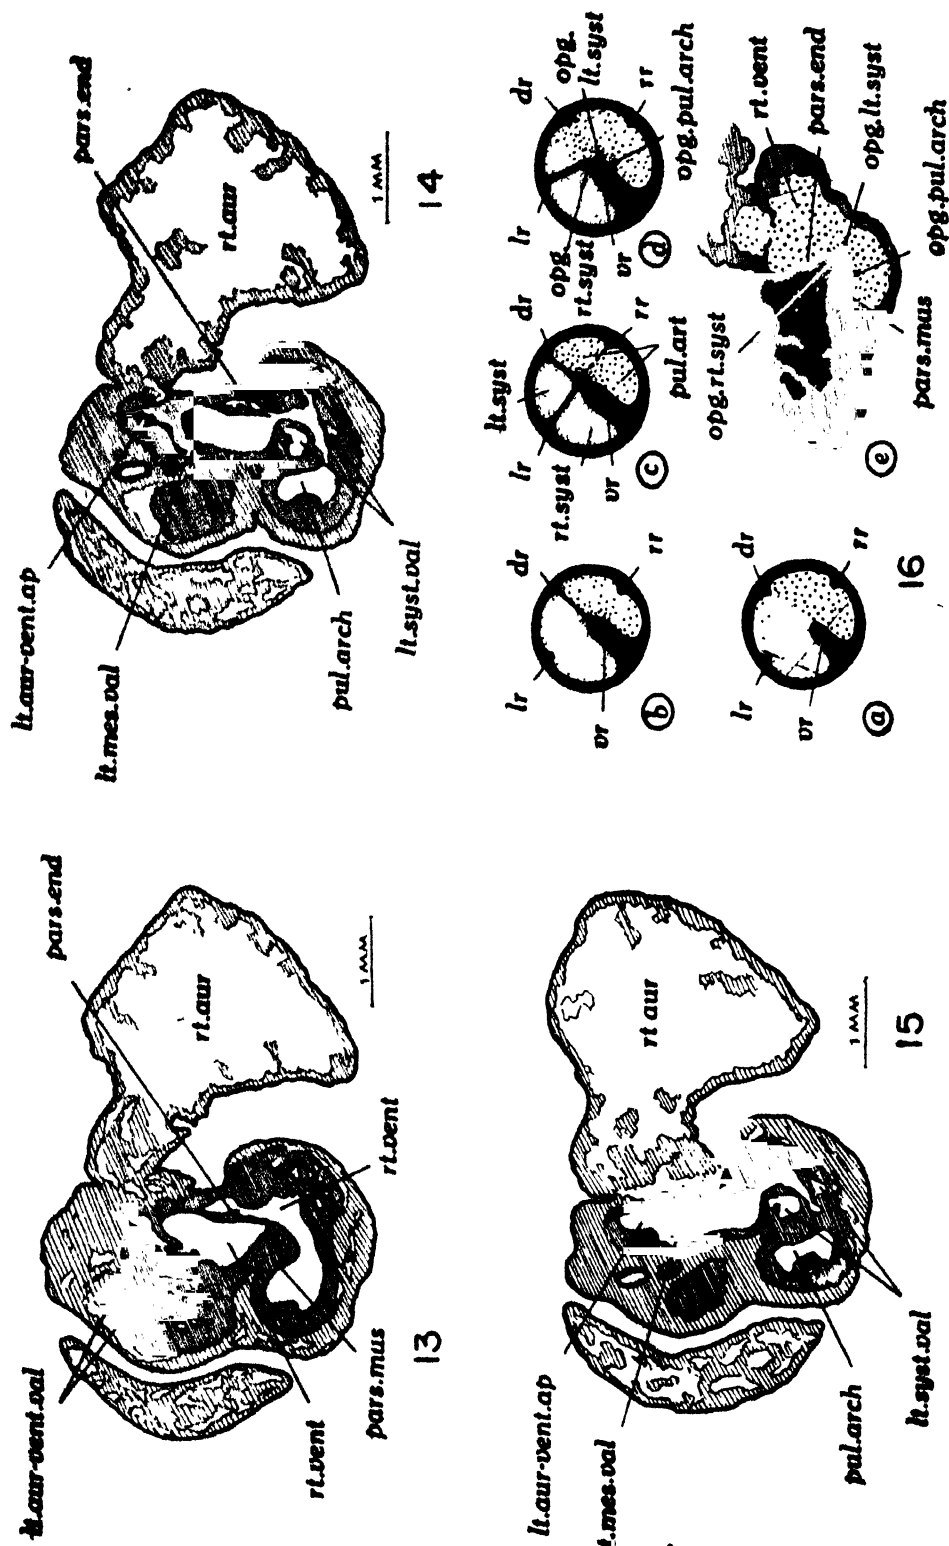 lt.aur-vent.val
pars.end
rt.aur
rt.vent
rt.vent
pars.mus
1 MM
13
lt.aur-vent.ap
lt.mes.val
pars.end
rt.aur
pul.arch
lt.syst.val
1 MM
14
lt.aur-vent.ap
t.mes.val
rt aur
pul.arch
lt.syst.val
1 MM
15
lr
dr
vr
rr
a
lr
dr
vr
rr
b
lt.syst
lr
dr
rt.syst
vr
rr
pul.art
c
lr
dr
opg.
lt.syst
opg.
rt.syst
vr
rr
opg.pul.arch
d
opg.rt.syst
rt.vent
pars.end
opg.lt.syst
opg.pul.arch
pars.mus
e
16